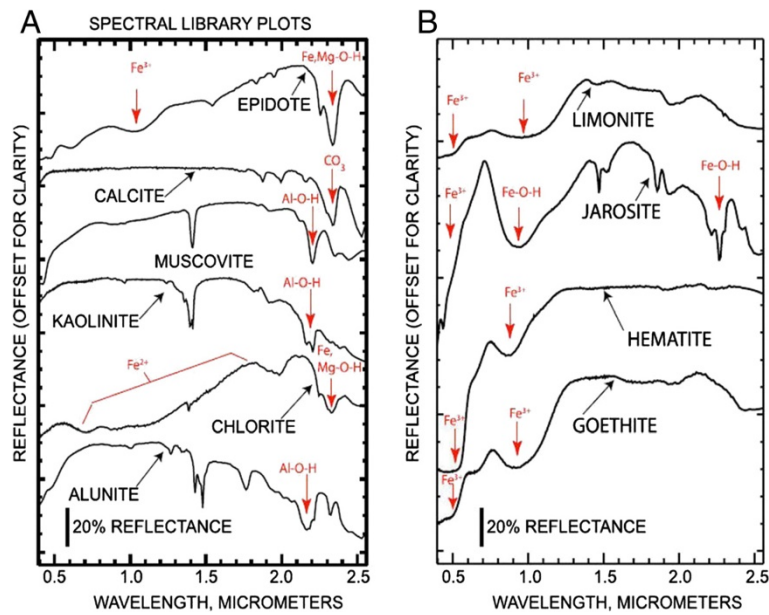 A
SPECTRAL LIBRARY PLOTS
REFLECTANCE (OFFSET FOR CLARITY)
Fe³⁺
Fe,Mg-O-H
EPIDOTE
CO₃
CALCITE
Al-O-H
MUSCOVITE
Al-O-H
KAOLINITE
Fe,
Mg-O-H
Fe²⁺
CHLORITE
Al-O-H
ALUNITE
20% REFLECTANCE
0.5 1.0 1.5 2.0 2.5
WAVELENGTH, MICROMETERS
B
REFLECTANCE (OFFSET FOR CLARITY)
Fe³⁺
Fe³⁺
LIMONITE
Fe³⁺
Fe-O-H
Fe-O-H
JAROSITE
Fe³⁺
HEMATITE
Fe³⁺
Fe³⁺
GOETHITE
Fe³⁺
20% REFLECTANCE
0.5 1.0 1.5 2.0 2.5
WAVELENGTH, MICROMETERS